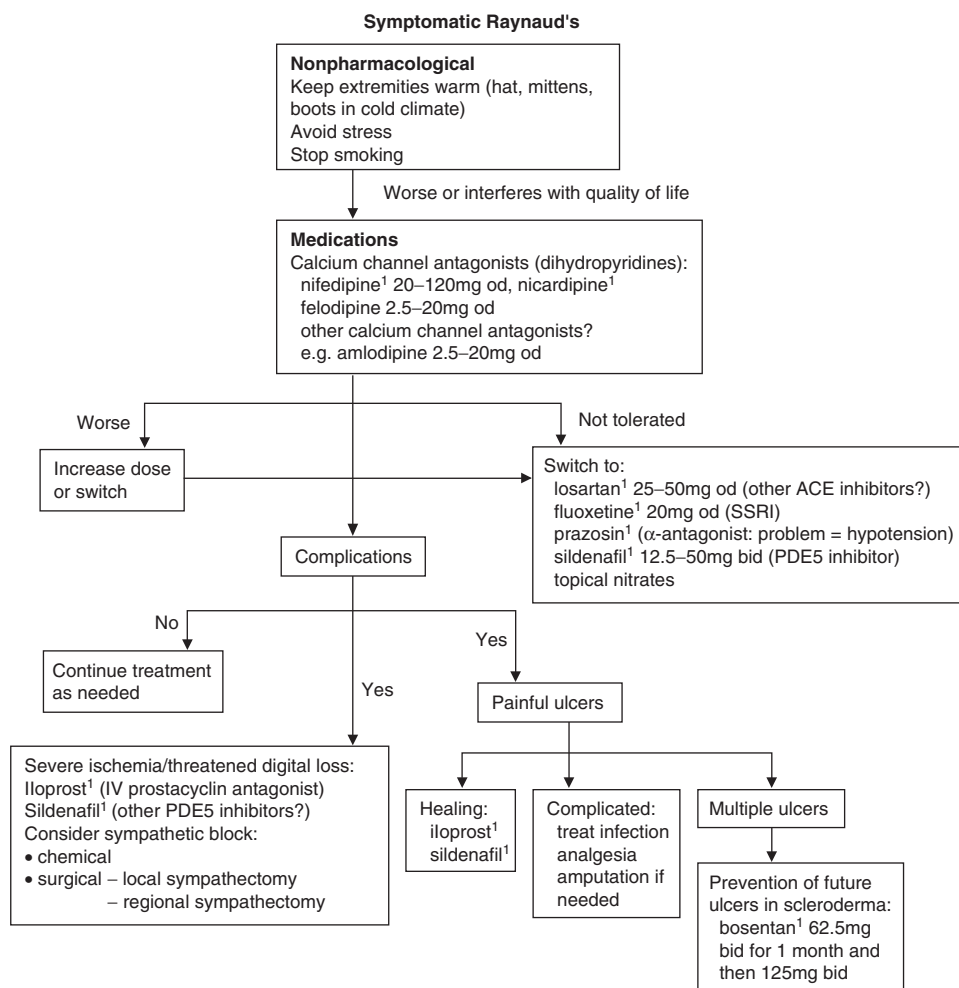 Symptomatic Raynaud's
Nonpharmacological
Keep extremities warm (hat, mittens,
boots in cold climate)
Avoid stress
Stop smoking
Worse or interferes with quality of life
Medications
Calcium channel antagonists (dihydropyridines):
nifedipine¹ 20–120mg od, nicardipine¹
felodipine 2.5–20mg od
other calcium channel antagonists?
e.g. amlodipine 2.5–20mg od
Worse
Not tolerated
Increase dose
or switch
Switch to:
losartan¹ 25–50mg od (other ACE inhibitors?)
fluoxetine¹ 20mg od (SSRI)
prazosin¹ (α-antagonist: problem = hypotension)
sildenafil¹ 12.5–50mg bid (PDE5 inhibitor)
topical nitrates
Complications
No
Yes
Yes
Continue treatment
as needed
Painful ulcers
Severe ischemia/threatened digital loss:
Iloprost¹ (IV prostacyclin antagonist)
Sildenafil¹ (other PDE5 inhibitors?)
Consider sympathetic block:
• chemical
• surgical – local sympathectomy
– regional sympathectomy
Healing:
iloprost¹
sildenafil¹
Complicated:
treat infection
analgesia
amputation if
needed
Multiple ulcers
Prevention of future
ulcers in scleroderma:
bosentan¹ 62.5mg
bid for 1 month and
then 125mg bid